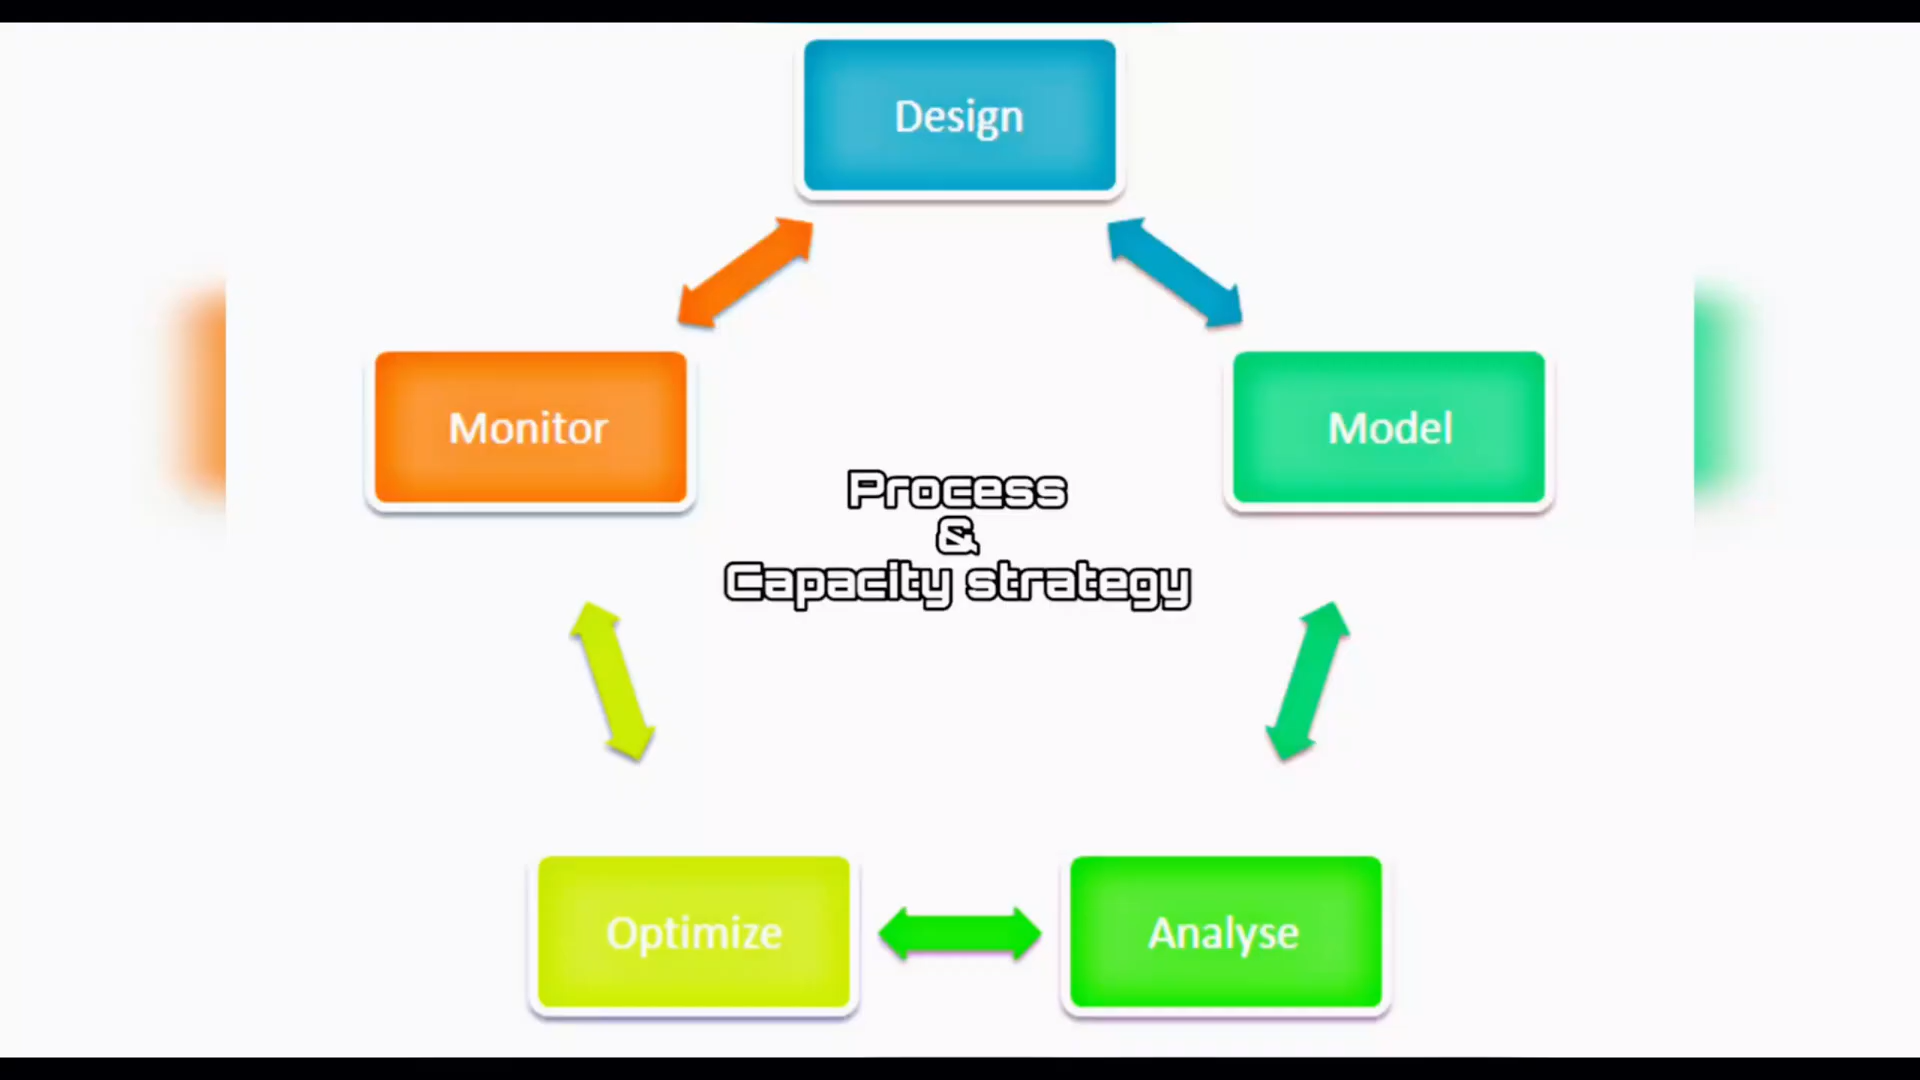 Design
Monitor
Model
Process
&
Capacity strategy
Optimize
Analyse